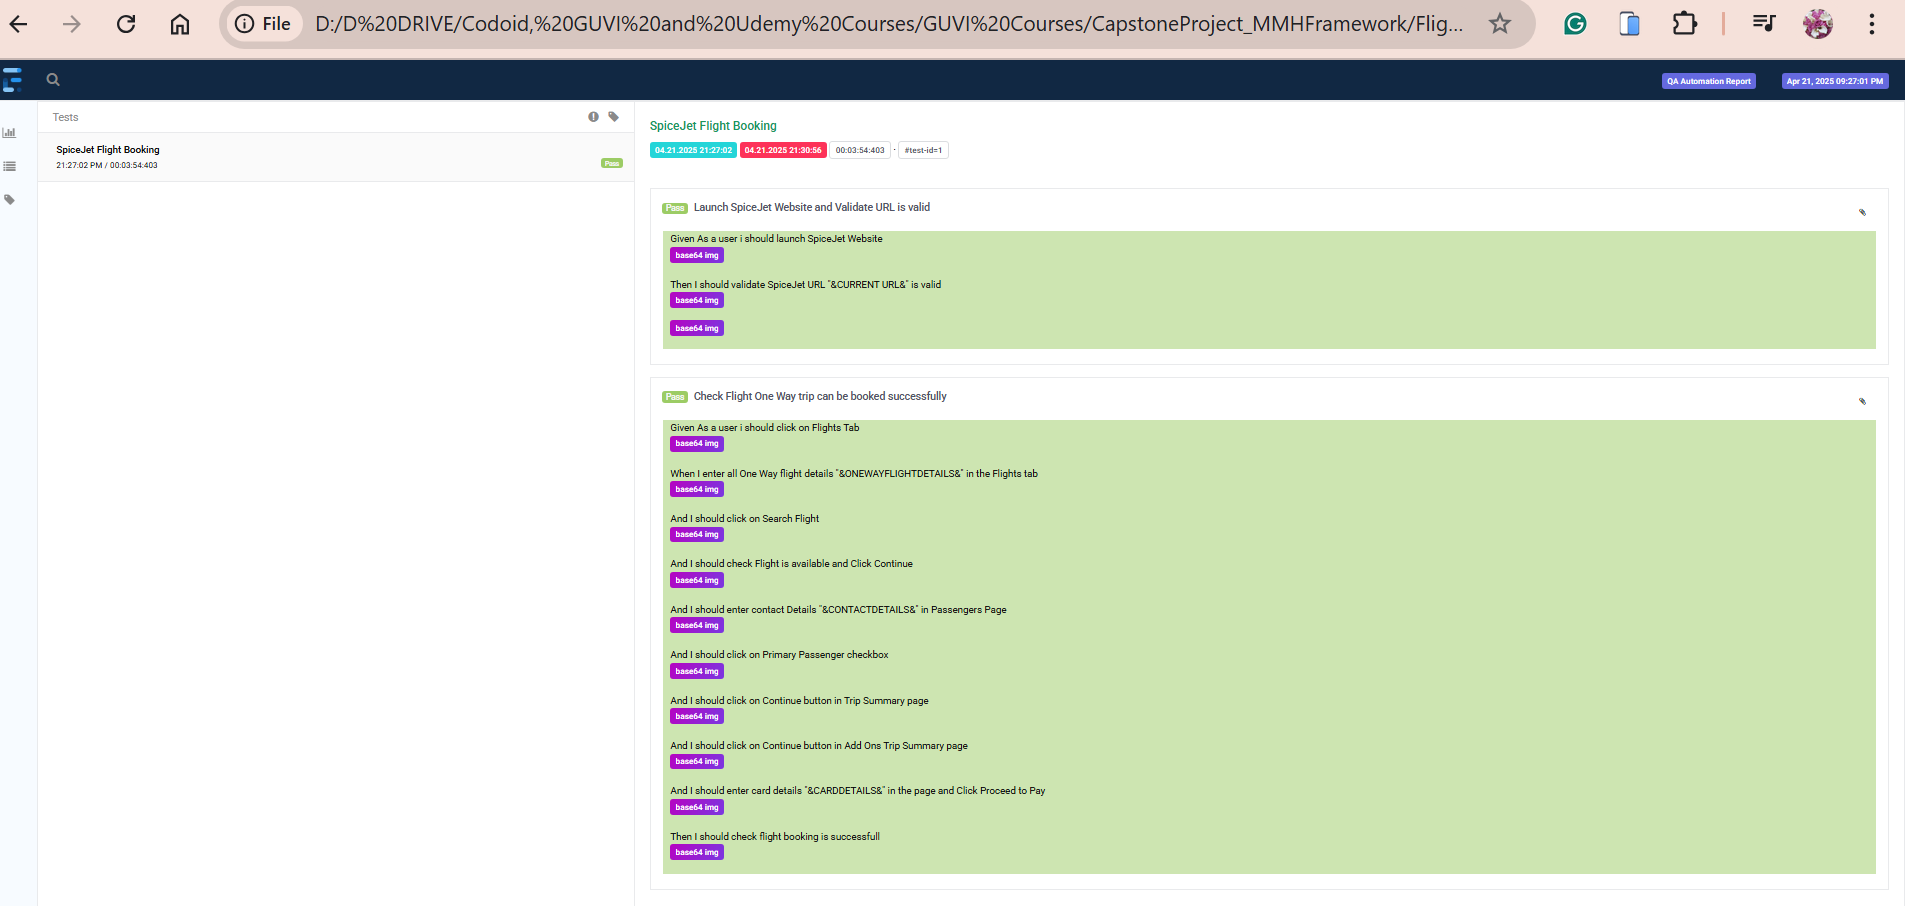 File
D:/D%20DRIVE/Codoid,%20GUVI%20and%20Udemy%20Courses/GUVI%20Courses/CapstoneProject_MMHFramework/Flig...
QA Automation Report
Apr 21, 2025 09:27:01 PM
Tests
SpiceJet Flight Booking
21:27:02 PM / 00:03:54:403
Pass
SpiceJet Flight Booking
04.21.2025 21:27:02 04.21.2025 21:30:56 00:03:54:403 · #test-id=1
Pass Launch SpiceJet Website and Validate URL is valid
Given As a user i should launch SpiceJet Website
base64 img
Then I should validate SpiceJet URL "&CURRENT URL&" is valid
base64 img
base64 img
Pass Check Flight One Way trip can be booked successfully
Given As a user i should click on Flights Tab
base64 img
When I enter all One Way flight details "&ONEWAYFLIGHTDETAILS&" in the Flights tab
base64 img
And I should click on Search Flight
base64 img
And I should check Flight is available and Click Continue
base64 img
And I should enter contact Details "&CONTACTDETAILS&" in Passengers Page
base64 img
And I should click on Primary Passenger checkbox
base64 img
And I should click on Continue button in Trip Summary page
base64 img
And I should click on Continue button in Add Ons Trip Summary page
base64 img
And I should enter card details "&CARDDETAILS&" in the page and Click Proceed to Pay
base64 img
Then I should check flight booking is successfull
base64 img